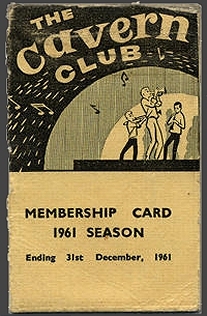 THE
Cavern
CLUB
MEMBERSHIP CARD
1961 SEASON
Ending 31st December, 1961